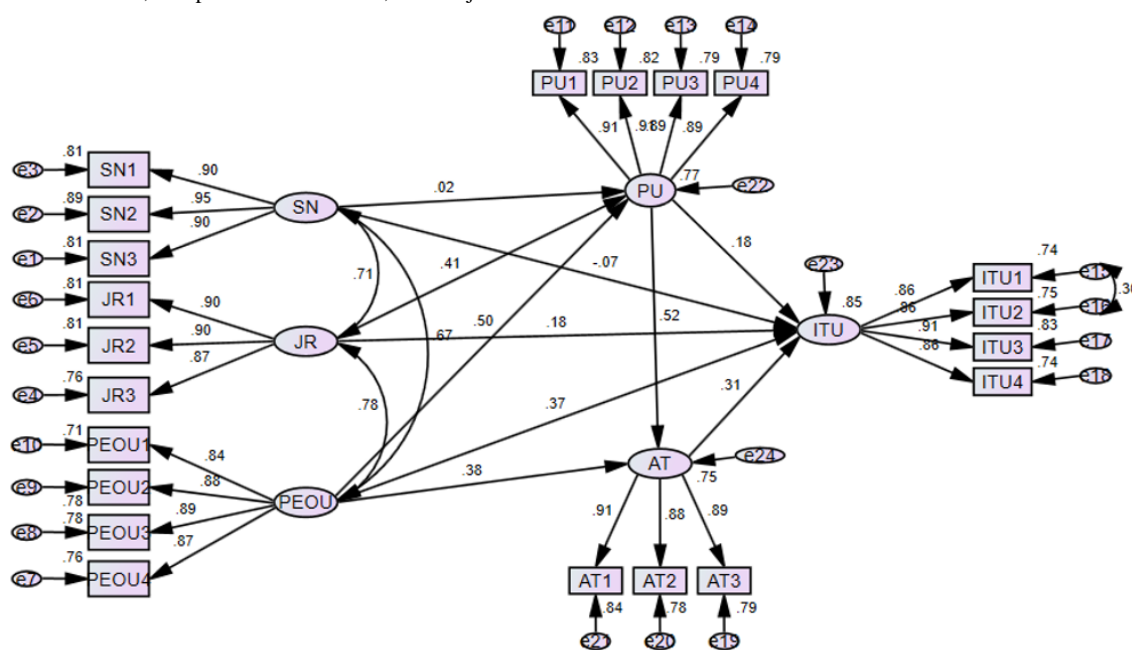 e11 e12 e13 e14
.83 .82 .79 .79
PU1 PU2 PU3 PU4
.91 .91 .89 .89
.81
e3 SN1 .90
.89
e2 SN2 .95
.81
e1 SN3 .90
SN .02 PU .77 e22
.81
e6 JR1 .90
.81
e5 JR2 .90
.76
e4 JR3 .87
JR .71 .41 .50 .67 .18 -.07 .18 .52
e23 .85
ITU
.74
.86 ITU1 e15
.75
.86 ITU2 e16
.83
.91 ITU3 e17
.74
.86 ITU4 e18
.78 .37 .31
.71
e10 PEOU1 .84
e9 PEOU2 .88
.78
e8 PEOU3 .89
.78
.76
e7 PEOU4 .87
PEOU .38 AT e24
.75
.91 .88 .89
AT1 AT2 AT3
.84 .78 .79
e21 e20 e19